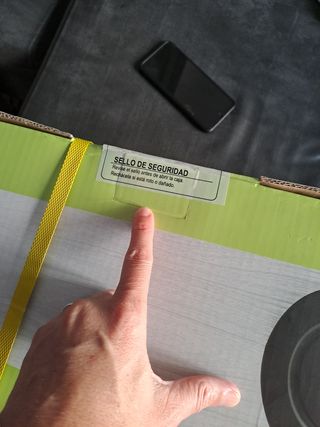 SELLO DE SEGURIDAD
Revise el sello antes de abrir la caja.
Rechácela si está roto o dañado.